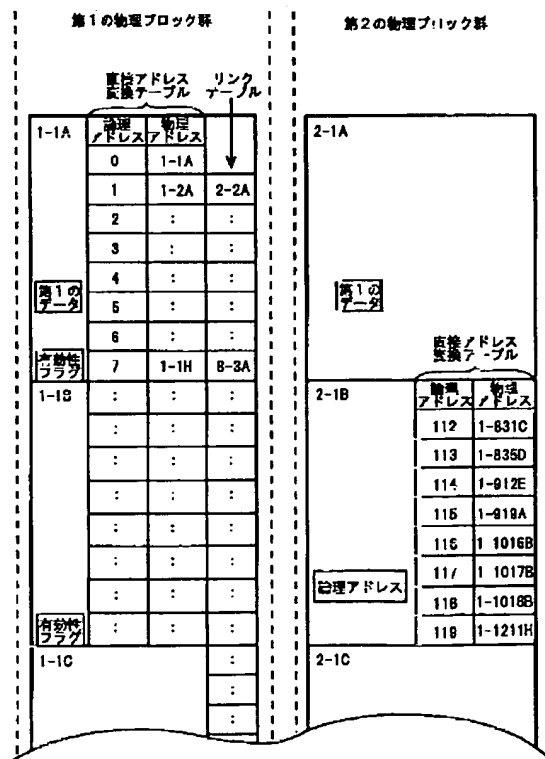 第1の物理ブロック群
第2の物理ブロック群
直接アドレス
変換テーブル
リンク
テーブル
1-1A
論理
アドレス
物理
アドレス
0 1-1A
1 1-2A 2-2A
2 : :
3 : :
4 : :
5 : :
6 : :
7 1-1H 8-3A
第1の
データ
有効性
フラグ
: : :
: : :
: : :
: : :
: : :
: : :
: : :
: : :
有効性
フラグ
1-1C
:
:
:
2-1A
第1の
データ
直接アドレス
変換テーブル
2-1B
論理
アドレス
物理
アドレス
112 1-831C
113 1-835D
114 1-912E
115 1-919A
116 1 1016B
117 1 1017B
118 1-1018B
119 1-1211H
論理アドレス
2-1C